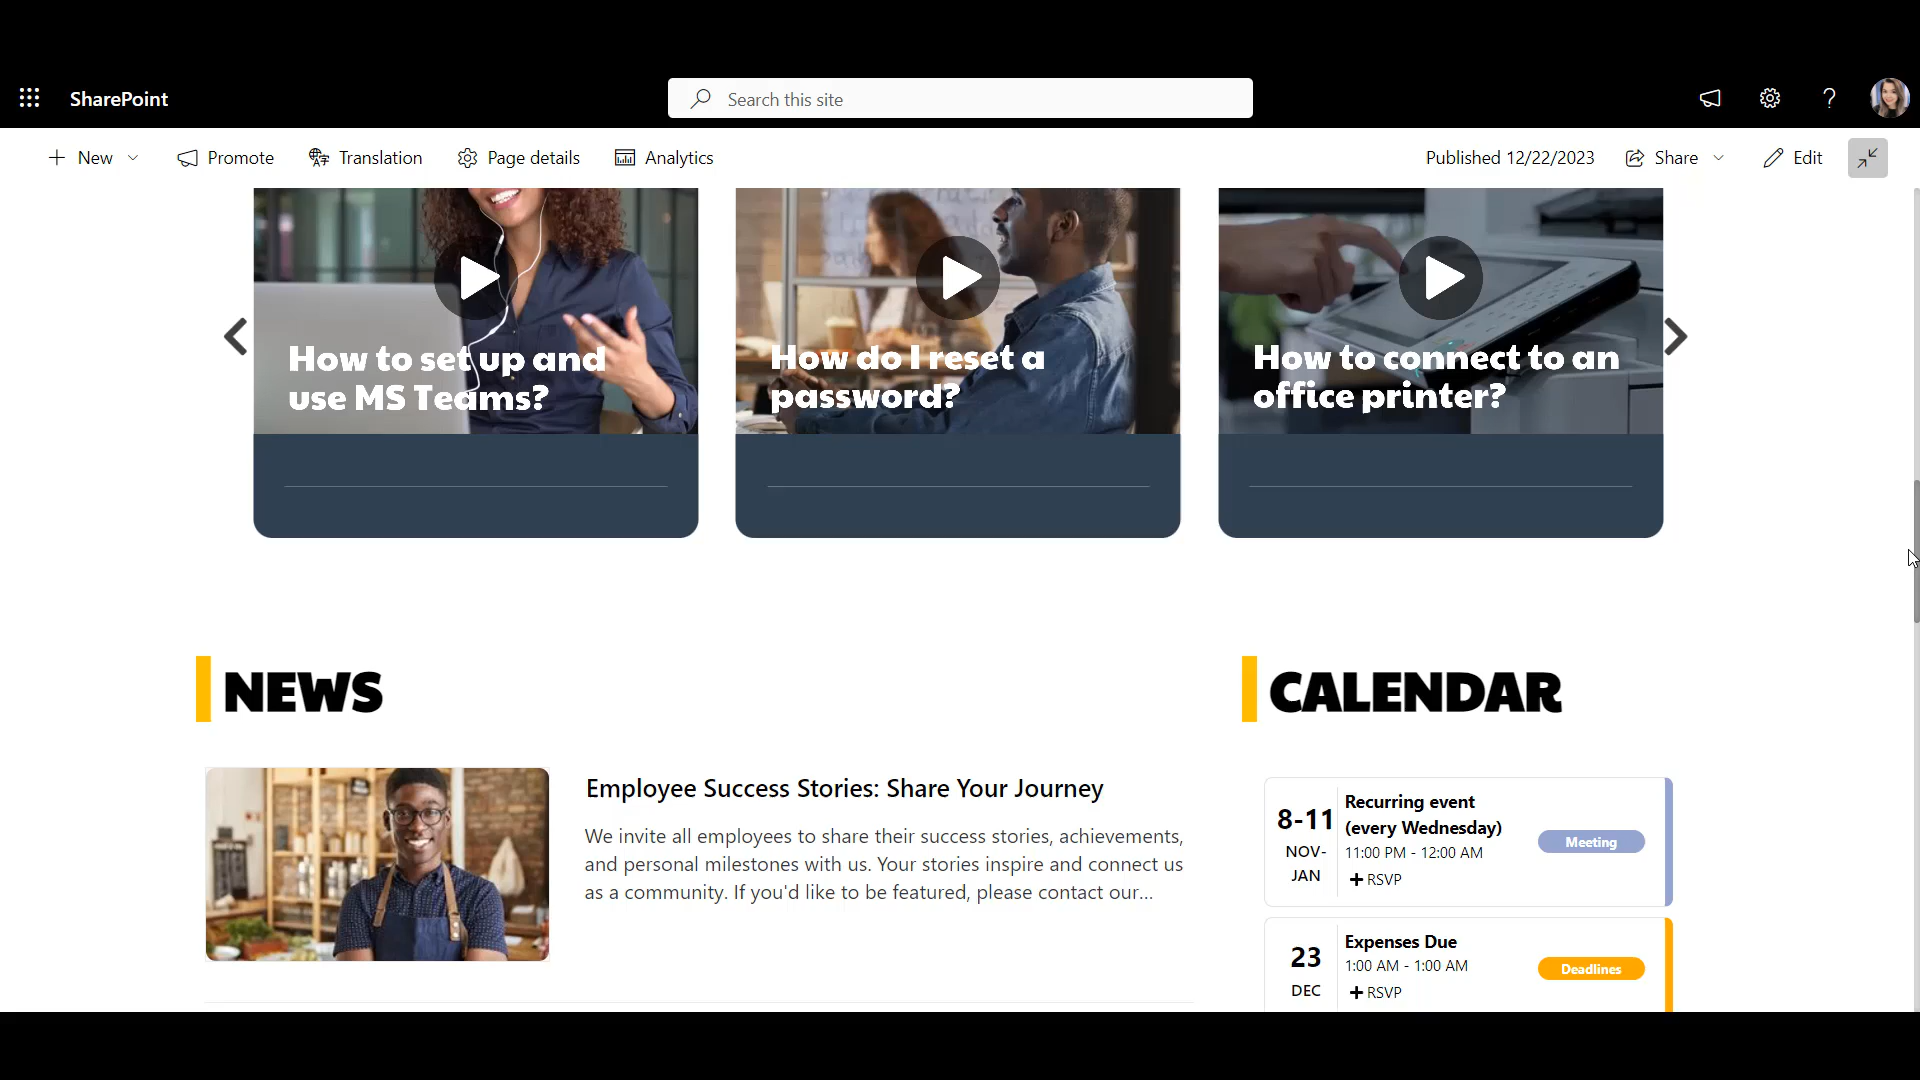 SharePoint
Search this site
New
Promote
Translation
Page details
Analytics
Published 12/22/2023
Share
Edit
How to set up and
use MS Teams?
How do I reset a
password?
How to connect to an
office printer?
NEWS
Employee Success Stories: Share Your Journey
We invite all employees to share their success stories, achievements,
and personal milestones with us. Your stories inspire and connect us
as a community. If you'd like to be featured, please contact our...
CALENDAR
8-11
NOV-
JAN
Recurring event
(every Wednesday)
11:00 PM - 12:00 AM
+ RSVP
Meeting
23
DEC
Expenses Due
1:00 AM - 1:00 AM
+ RSVP
Deadlines